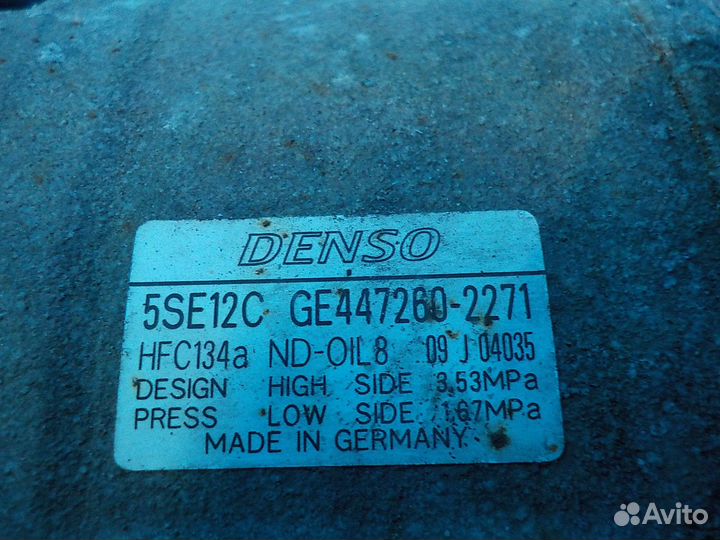 DENSO
5SE12C GE447260-2271
HFC134a ND-OIL8 09 J 04035
DESIGN HIGH SIDE 3.53MPa
PRESS LOW SIDE 1.67MPa
MADE IN GERMANY
Avito